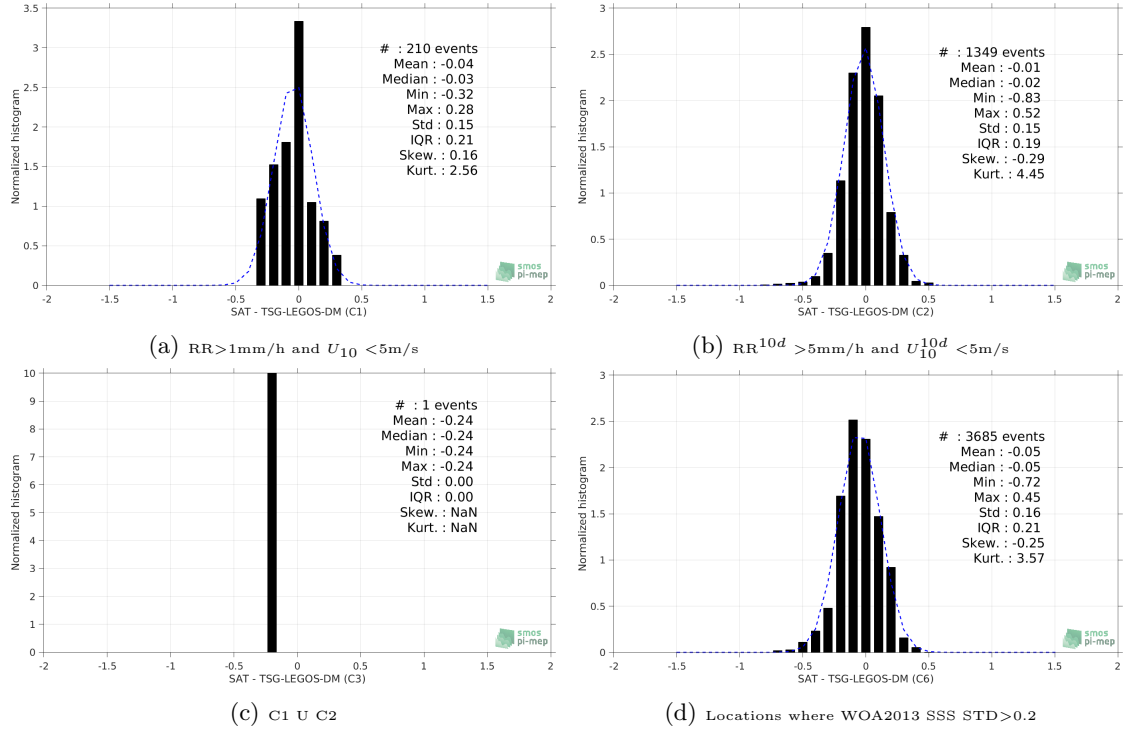 3.5
3
2.5
2
1.5
1
0.5
0
Normalized histogram
# : 210 events
Mean : -0.04
Median : -0.03
Min : -0.32
Max : 0.28
Std : 0.15
IQR : 0.21
Skew. : 0.16
Kurt. : 2.56
smos
pi-mep
-2 -1.5 -1 -0.5 0 0.5 1 1.5 2
SAT - TSG-LEGOS-DM (C1)
(a) RR>1mm/h and U10 <5m/s
3
2.5
2
1.5
1
0.5
0
Normalized histogram
# : 1349 events
Mean : -0.01
Median : -0.02
Min : -0.83
Max : 0.52
Std : 0.15
IQR : 0.19
Skew. : -0.29
Kurt. : 4.45
smos
pi-mep
-2 -1.5 -1 -0.5 0 0.5 1 1.5 2
SAT - TSG-LEGOS-DM (C2)
(b) RR10d >5mm/h and U10 10d <5m/s
10
9
8
7
6
5
4
3
2
1
0
Normalized histogram
# : 1 events
Mean : -0.24
Median : -0.24
Min : -0.24
Max : -0.24
Std : 0.00
IQR : 0.00
Skew. : NaN
Kurt. : NaN
smos
pi-mep
-2 -1.5 -1 -0.5 0 0.5 1 1.5 2
SAT - TSG-LEGOS-DM (C3)
(c) C1 U C2
3
2.5
2
1.5
1
0.5
0
Normalized histogram
# : 3685 events
Mean : -0.05
Median : -0.05
Min : -0.72
Max : 0.45
Std : 0.16
IQR : 0.21
Skew. : -0.25
Kurt. : 3.57
smos
pi-mep
-2 -1.5 -1 -0.5 0 0.5 1 1.5 2
SAT - TSG-LEGOS-DM (C6)
(d) Locations where WOA2013 SSS STD>0.2